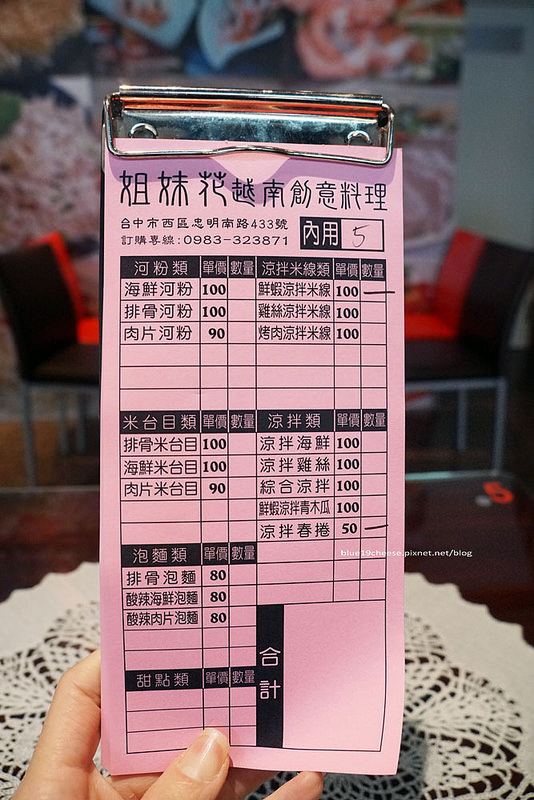 姐妹花越南創意料理
台中市西區忠明南路433號
訂購專線:0983-323871
內用 5
河粉類 單價 數量
海鮮河粉 100
排骨河粉 100
肉片河粉 90
涼拌米線類 單價 數量
鮮蝦涼拌米線 100 一
雞絲涼拌米線 100
烤肉涼拌米線 100
米台目類 單價 數量
排骨米台目 100
海鮮米台目 100
肉片米台目 90
涼拌類 單價 數量
涼拌海鮮 100
涼拌雞絲 100
綜合涼拌 100
鮮蝦涼拌青木瓜 100
涼拌春捲 50 一
泡麵類 單價 數量
排骨泡麵 80
酸辣海鮮泡麵 80
酸辣肉片泡麵 80
甜點類 單價 數量
合計
5
blue19cheese.pixnet.net/blog